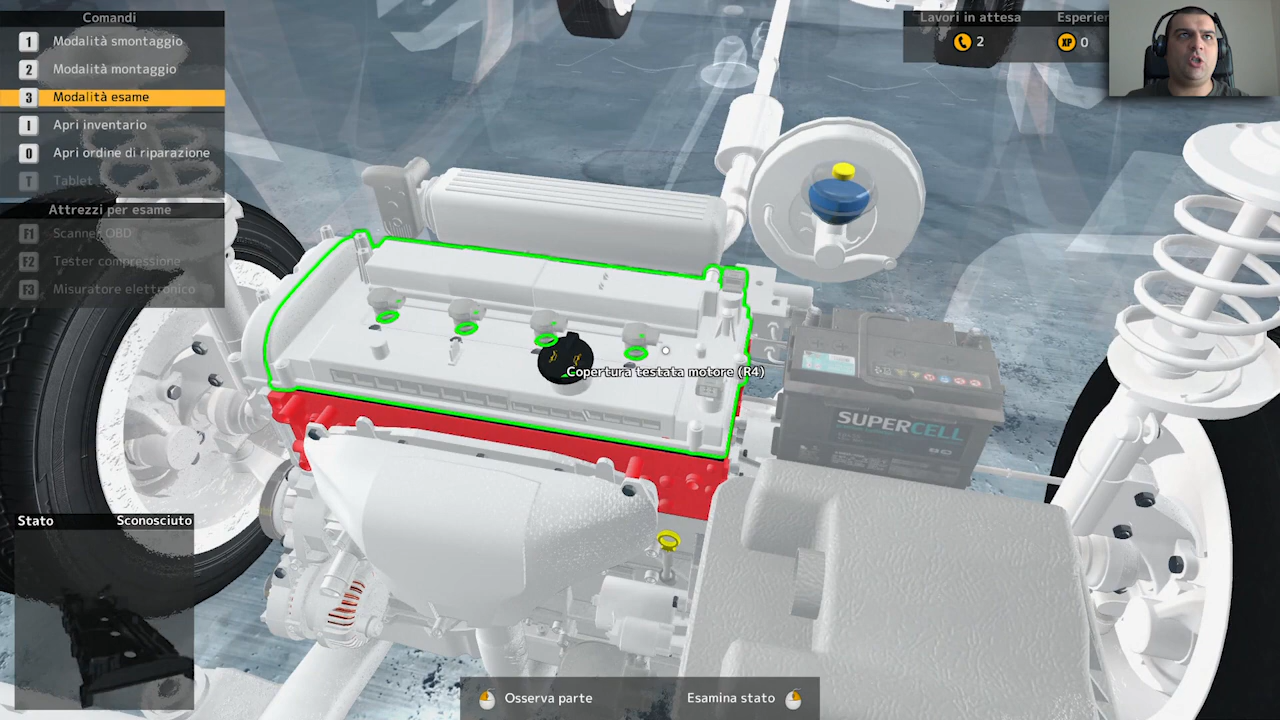 Comandi
1 Modalità smontaggio
2 Modalità montaggio
3 Modalità esame
I Apri inventario
O Apri ordine di riparazione
T Tablet
Attrezzi per esame
F1 Scanner OBD
F2 Tester compressione
F3 Misuratore elettronico
Lavori in attesa
2
Esperien
XP 0
Copertura testata motore (R4)
SUPERCELL
Stato Sconosciuto
Osserva parte
Esamina stato